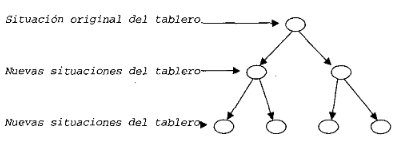 Situación original del tablero
Nuevas situaciones del tablero
Nuevas situaciones del tablero